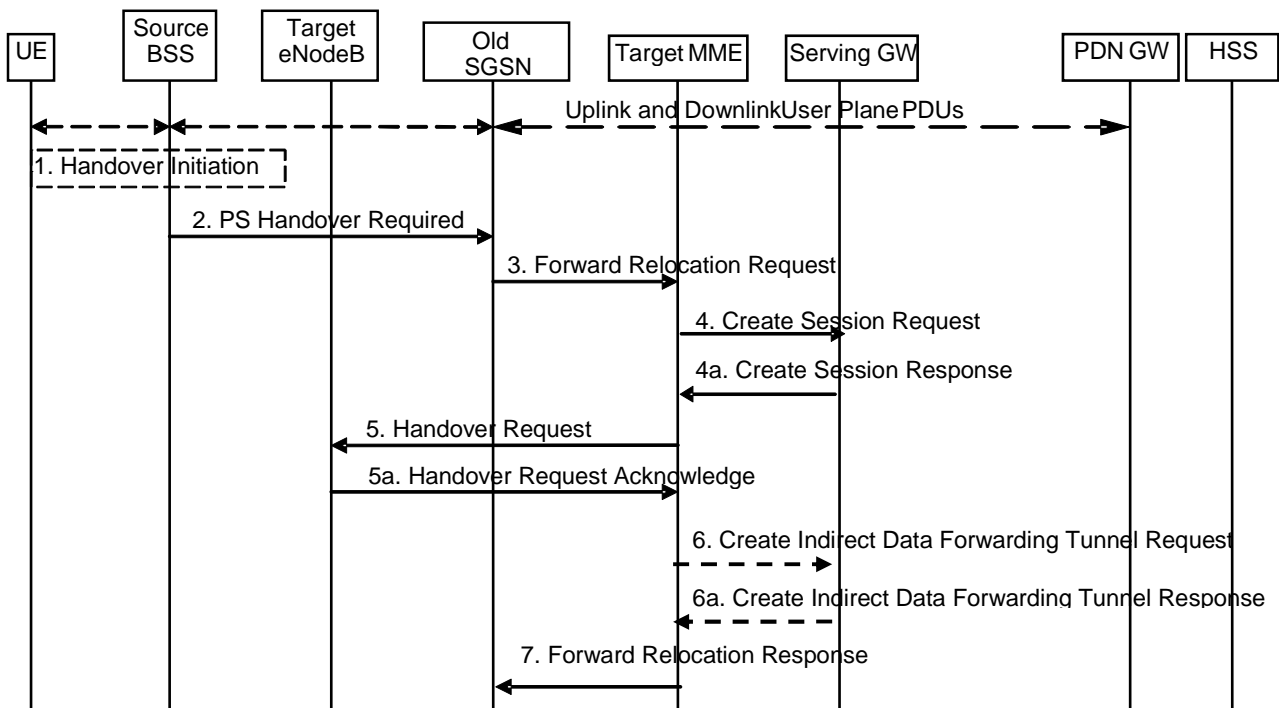 UE
Source
BSS
Target
eNodeB
Old
SGSN
Target MME
Serving GW
PDN GW
HSS
Uplink and DownlinkUser Plane PDUs
1. Handover Initiation
2. PS Handover Required
3. Forward Relocation Request
4. Create Session Request
4a. Create Session Response
5. Handover Request
5a. Handover Request Acknowledge
6. Create Indirect Data Forwarding Tunnel Request
6a. Create Indirect Data Forwarding Tunnel Response
7. Forward Relocation Response